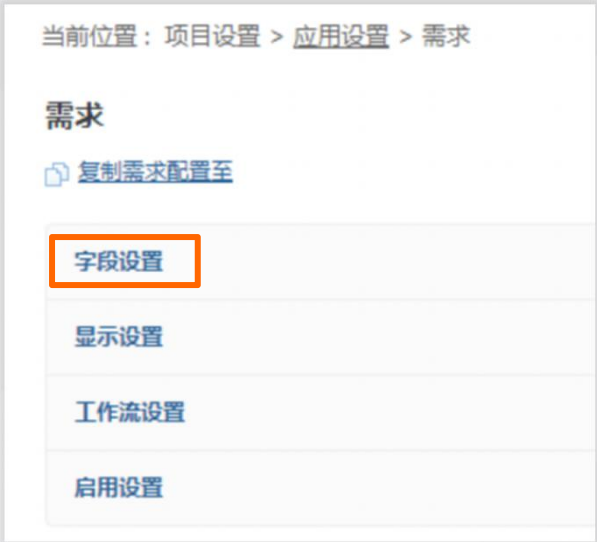 当前位置：项目设置 > 应用设置 > 需求
需求
复制需求配置至
字段设置
显示设置
工作流设置
启用设置